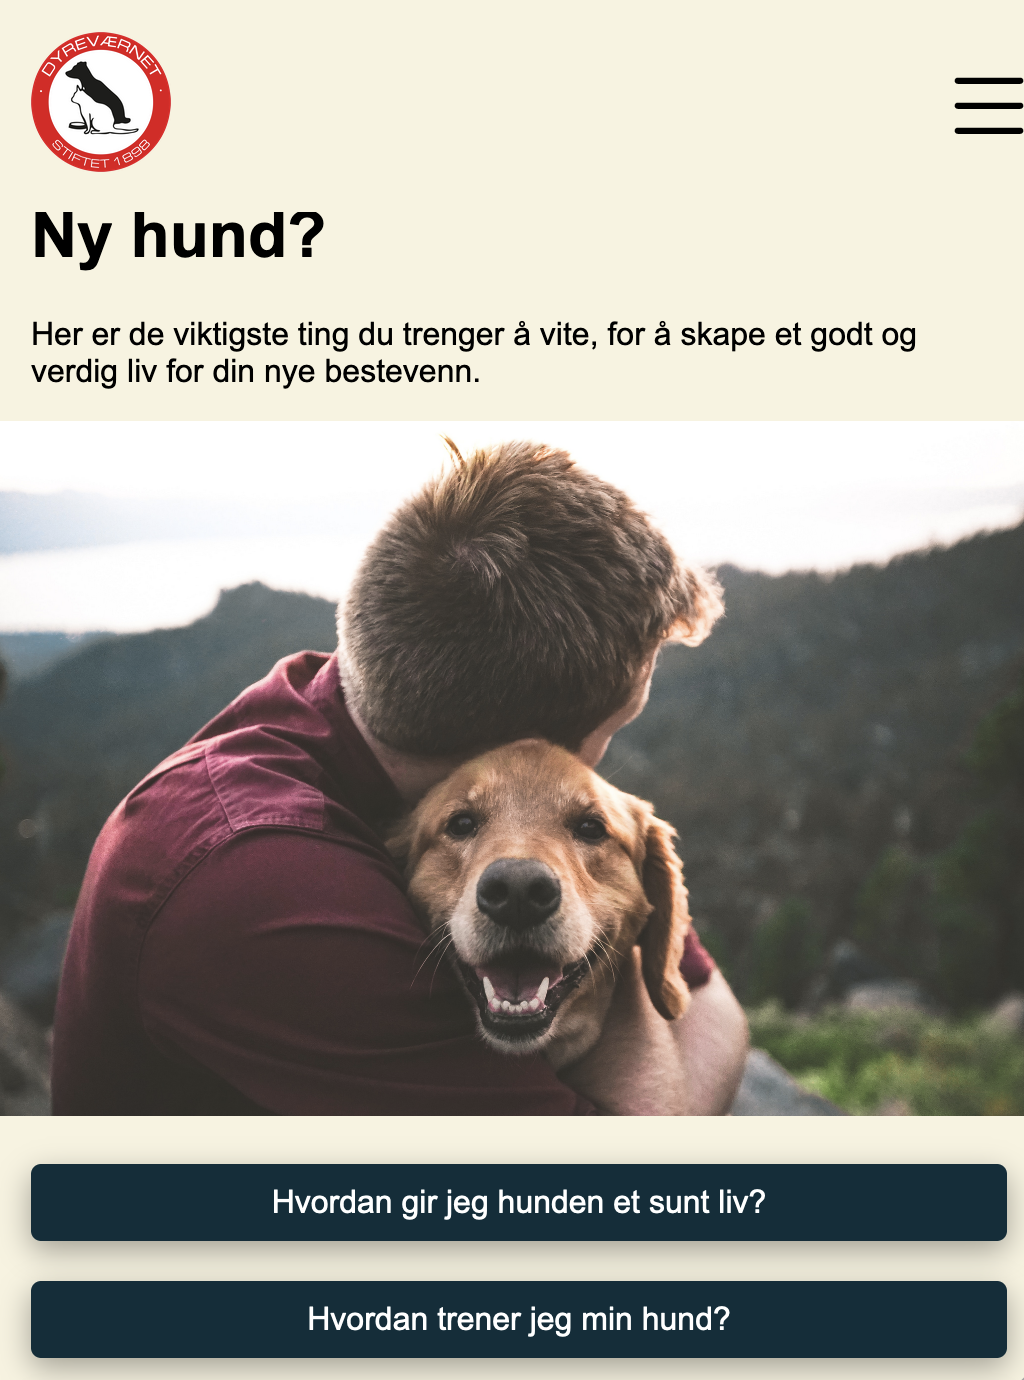 · DYREVÆRNET ·
STIFTET 1898
Ny hund?
Her er de viktigste ting du trenger å vite, for å skape et godt og
verdig liv for din nye bestevenn.
Hvordan gir jeg hunden et sunt liv?
Hvordan trener jeg min hund?